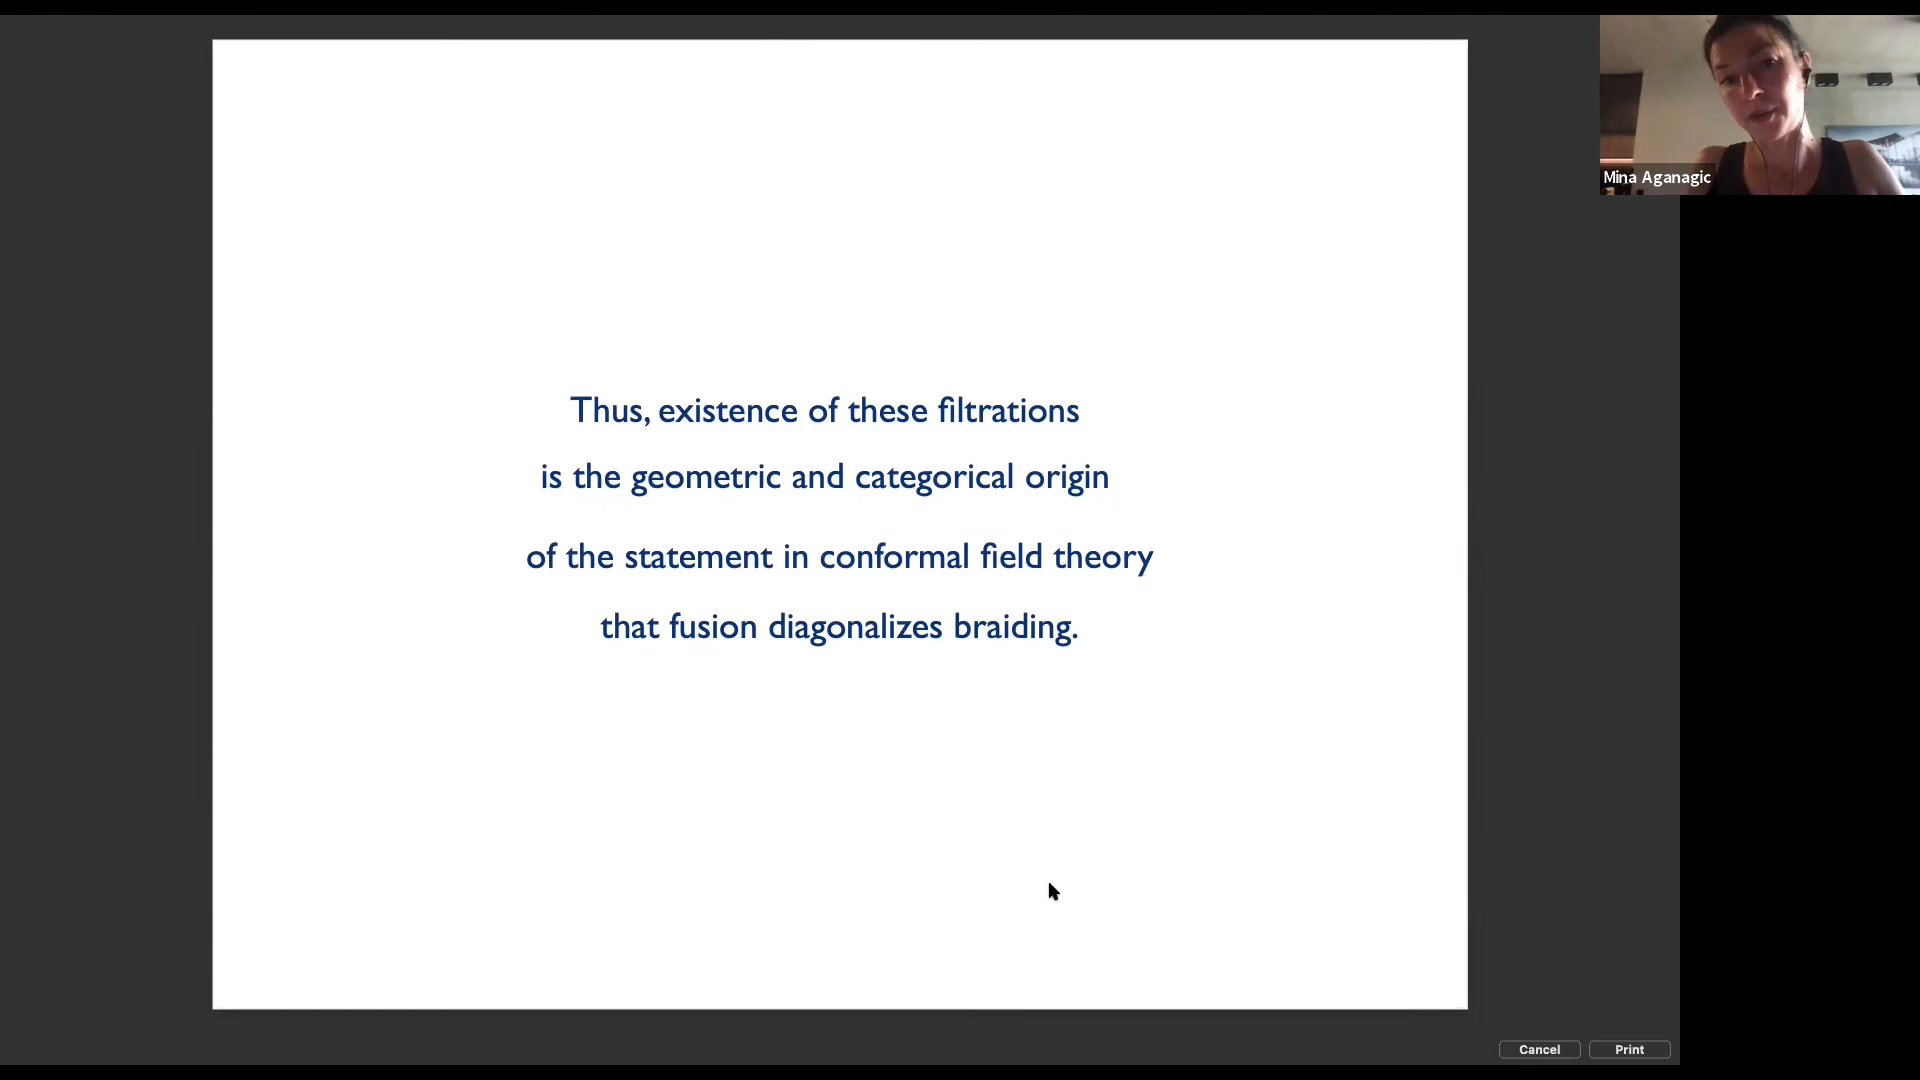 Mina Aganagic
Thus, existence of these filtrations
is the geometric and categorical origin
of the statement in conformal field theory
that fusion diagonalizes braiding.
Cancel
Print